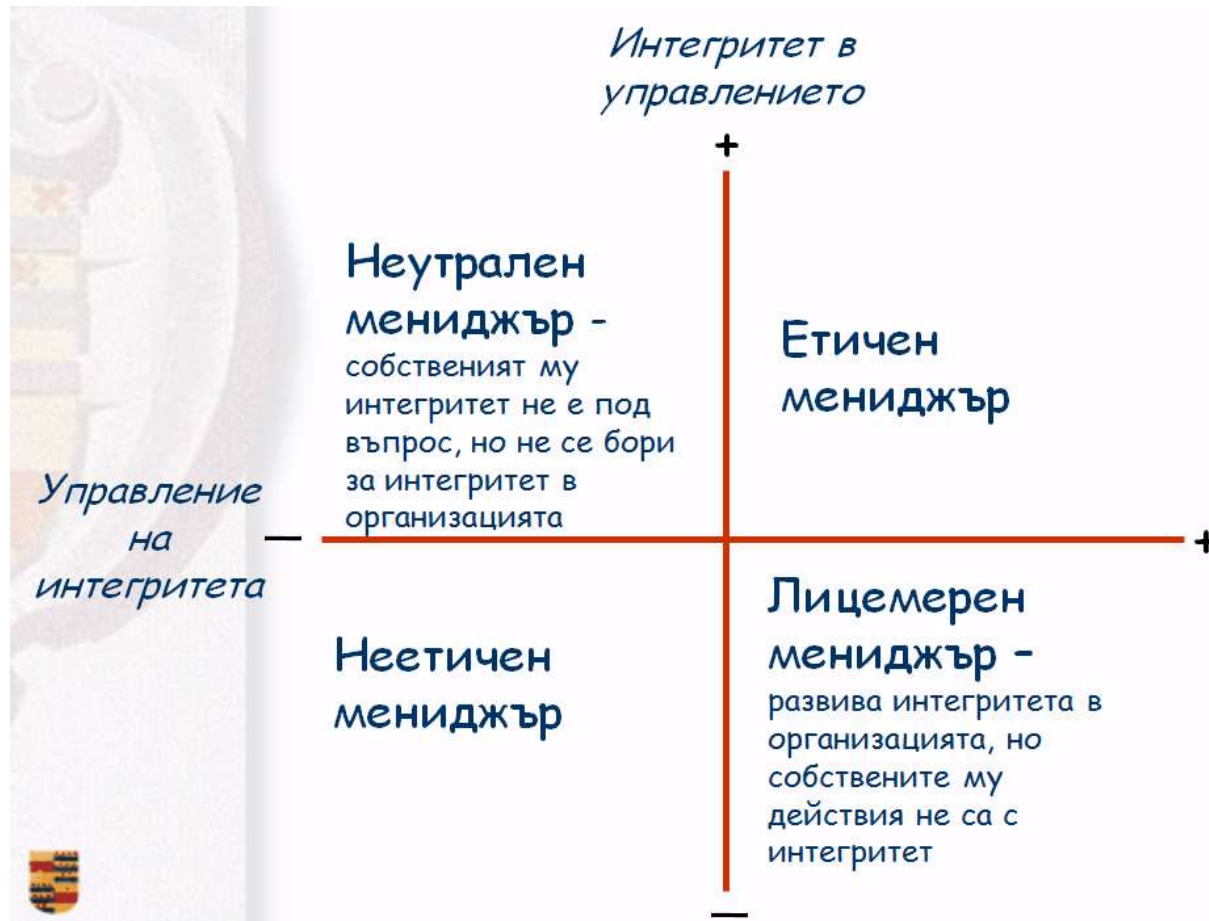 Интегритет в
управлението
+
Неутрален
мениджър -
собственият му
интегритет не е под
въпрос, но не се бори
за интегритет в
организацията
Етичен
мениджър
Управление
на
интегритета
—
+
Неетичен
мениджър
Лицемерен
мениджър –
развива интегритета в
организацията, но
собствените му
действия не са с
интегритет
—